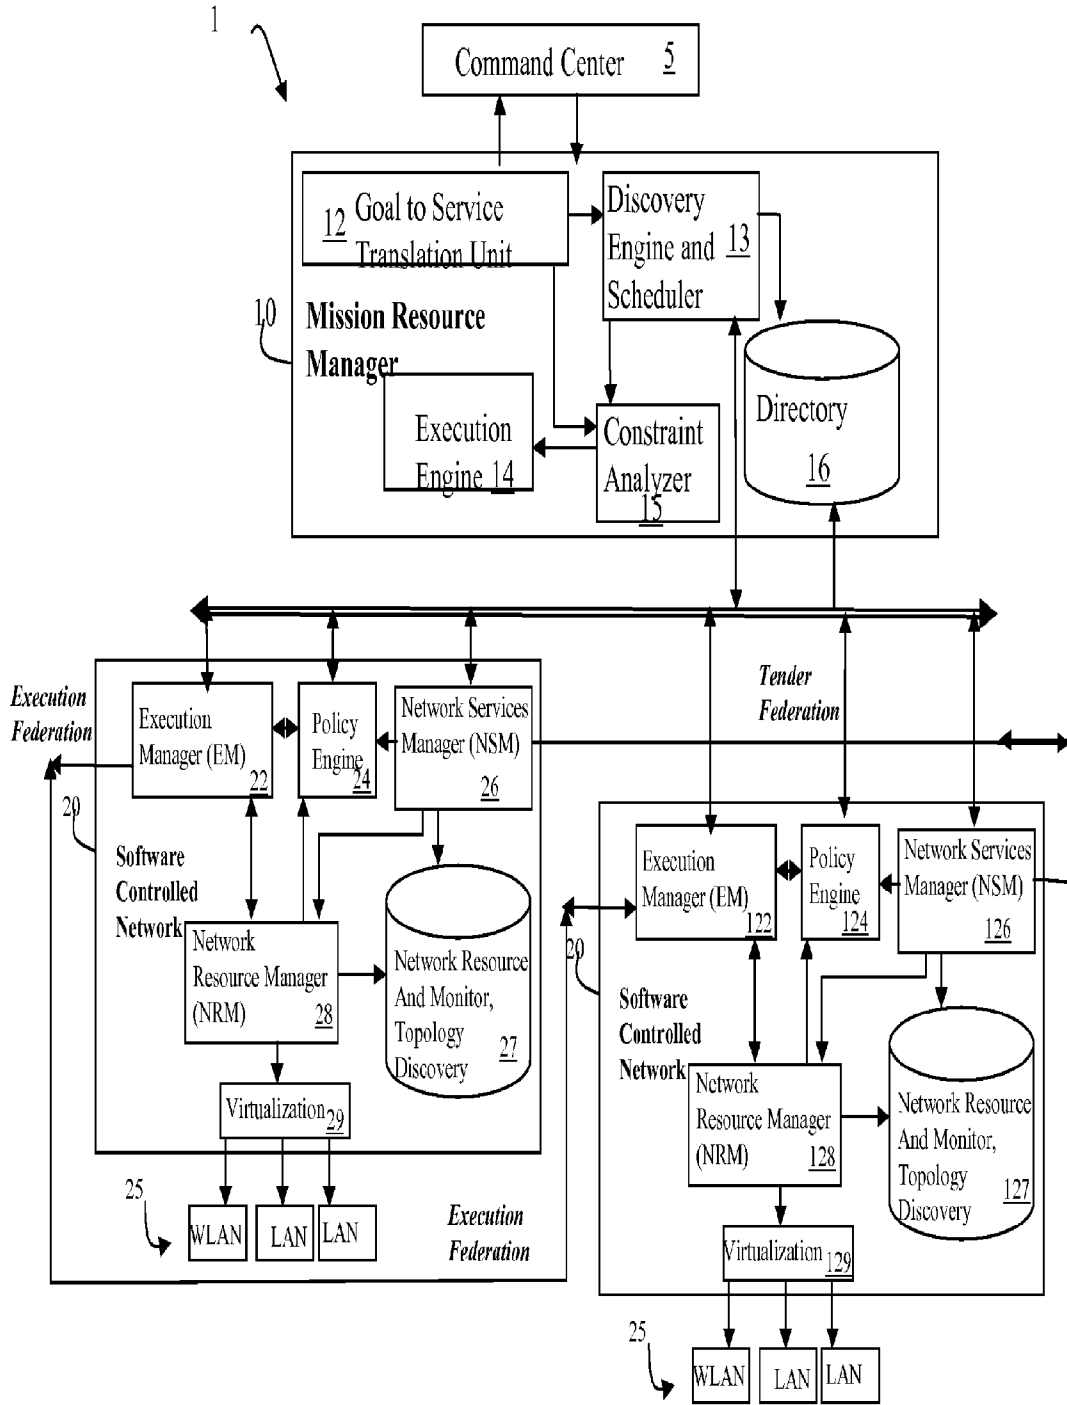 1
Command Center 5
12 Goal to Service
Translation Unit
Discovery
Engine and 13
Scheduler
10
Mission Resource
Manager
Execution
Engine 14
Constraint
Analyzer
15
Directory
16
Execution
Federation
Tender
Federation
Execution
Manager (EM)
22
Policy
Engine
24
Network Services
Manager (NSM)
26
20
Software
Controlled
Network
Network
Resource Manager
(NRM) 28
Network Resource
And Monitor,
Topology
Discovery
27
Virtualization 29
25
WLAN
LAN
LAN
Execution
Federation
Execution
Manager (EM)
122
Policy
Engine
124
Network Services
Manager (NSM)
126
20
Software
Controlled
Network
Network
Resource Manager
(NRM) 128
Network Resource
And Monitor,
Topology
Discovery
127
Virtualization 129
25
WLAN
LAN
LAN